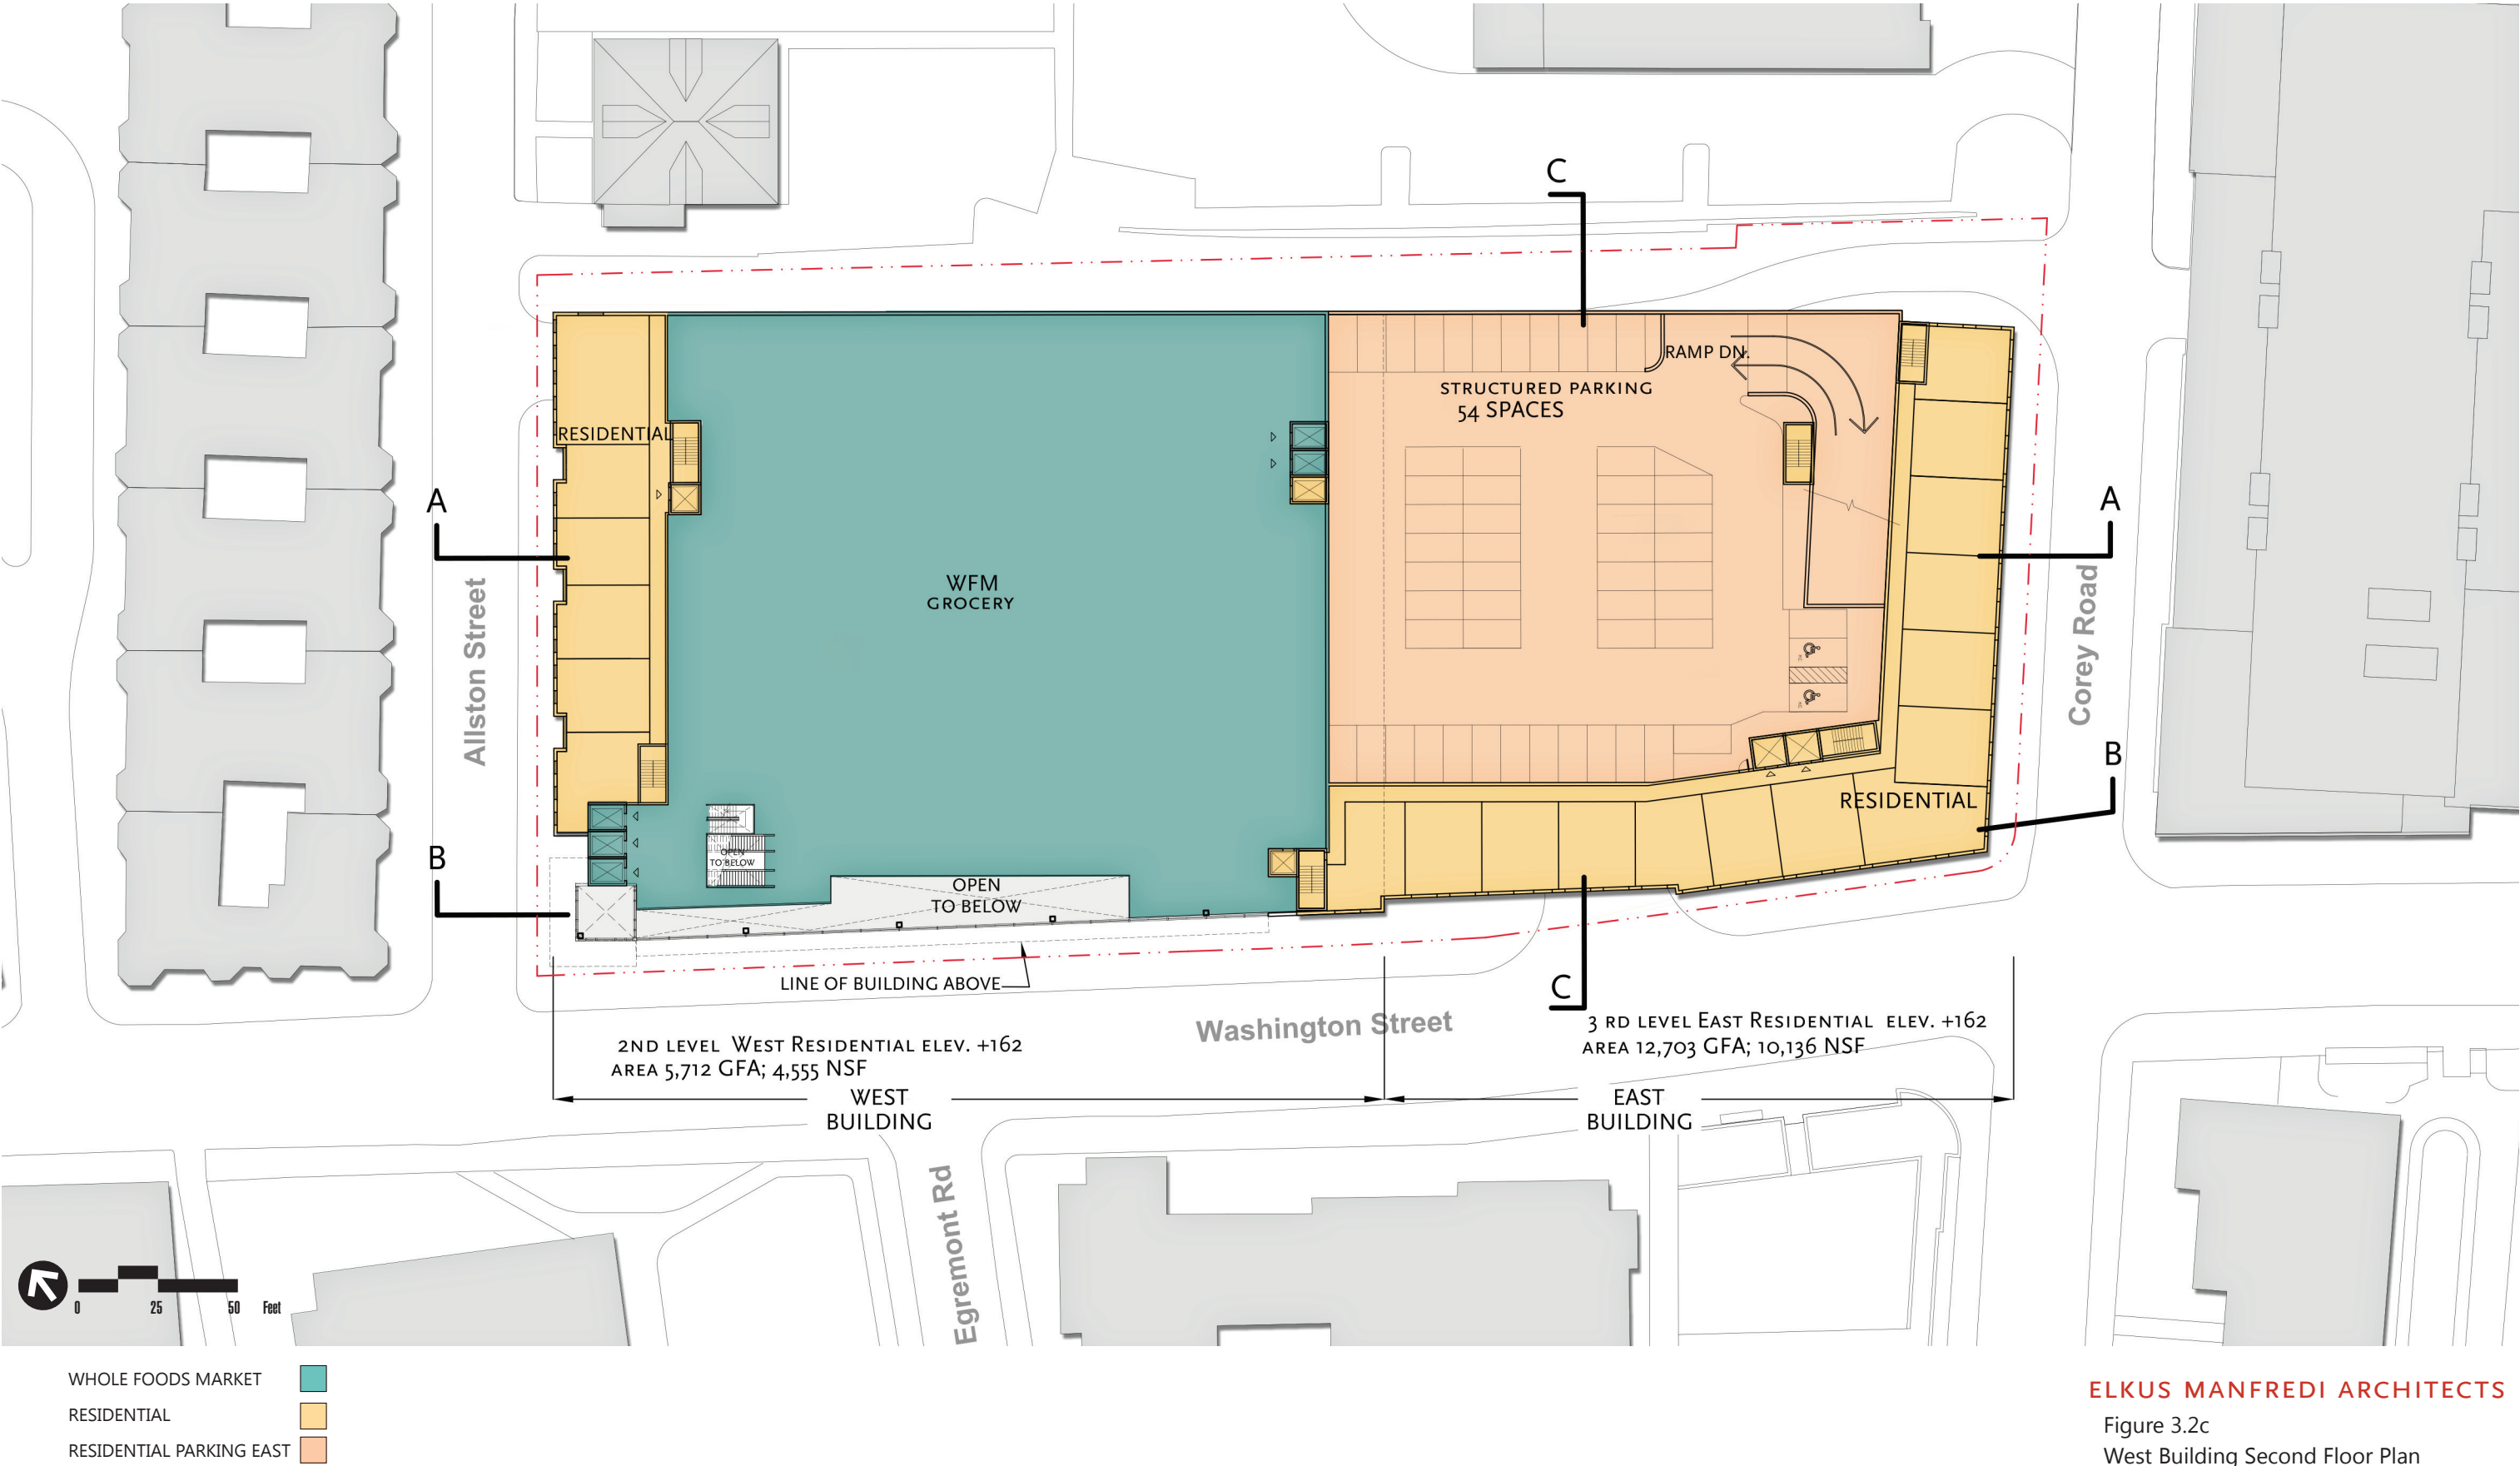 C
RAMP DN.
STRUCTURED PARKING
54 SPACES
RESIDENTIAL
A
A
WFM
GROCERY
Allston Street
Corey Road
B
RESIDENTIAL
OPEN
TO BELOW
B
OPEN
TO BELOW
LINE OF BUILDING ABOVE
C
Washington Street
2ND LEVEL WEST RESIDENTIAL ELEV. +162
AREA 5,712 GFA; 4,555 NSF
3 RD LEVEL EAST RESIDENTIAL ELEV. +162
AREA 12,703 GFA; 10,136 NSF
WEST
BUILDING
EAST
BUILDING
Egremont Rd
0 25 50 Feet
WHOLE FOODS MARKET
RESIDENTIAL
RESIDENTIAL PARKING EAST
ELKUS MANFREDI ARCHITECTS
Figure 3.2c
West Building Second Floor Plan